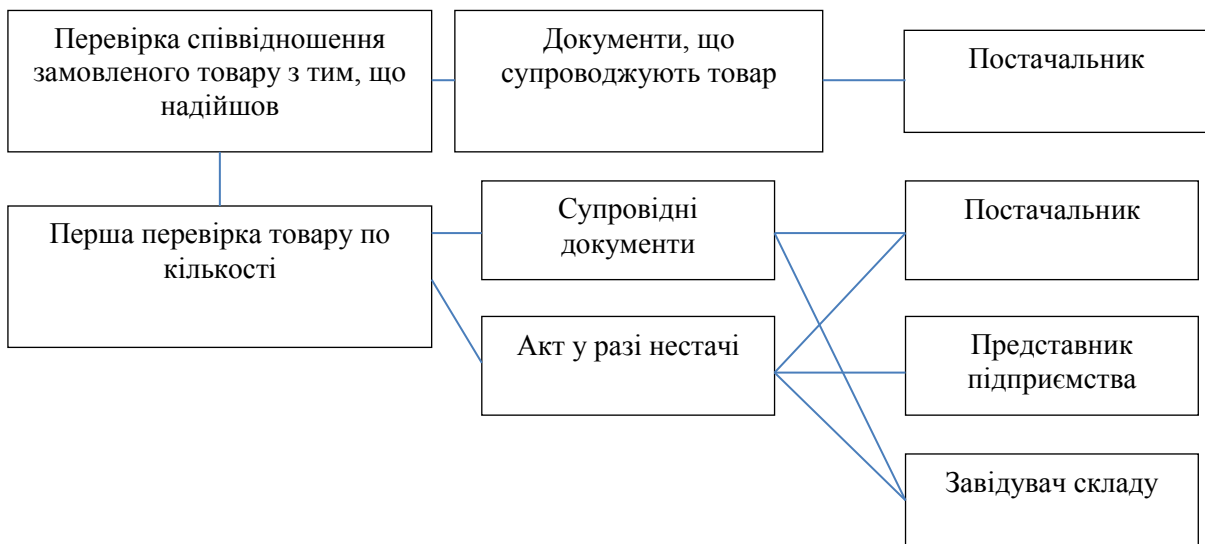 Перевірка співвідношення
замовленого товару з тим, що
надійшов
Документи, що
супроводжують товар
Постачальник
Перша перевірка товару по
кількості
Супровідні
документи
Постачальник
Акт у разі нестачі
Представник
підприємства
Завідувач складу